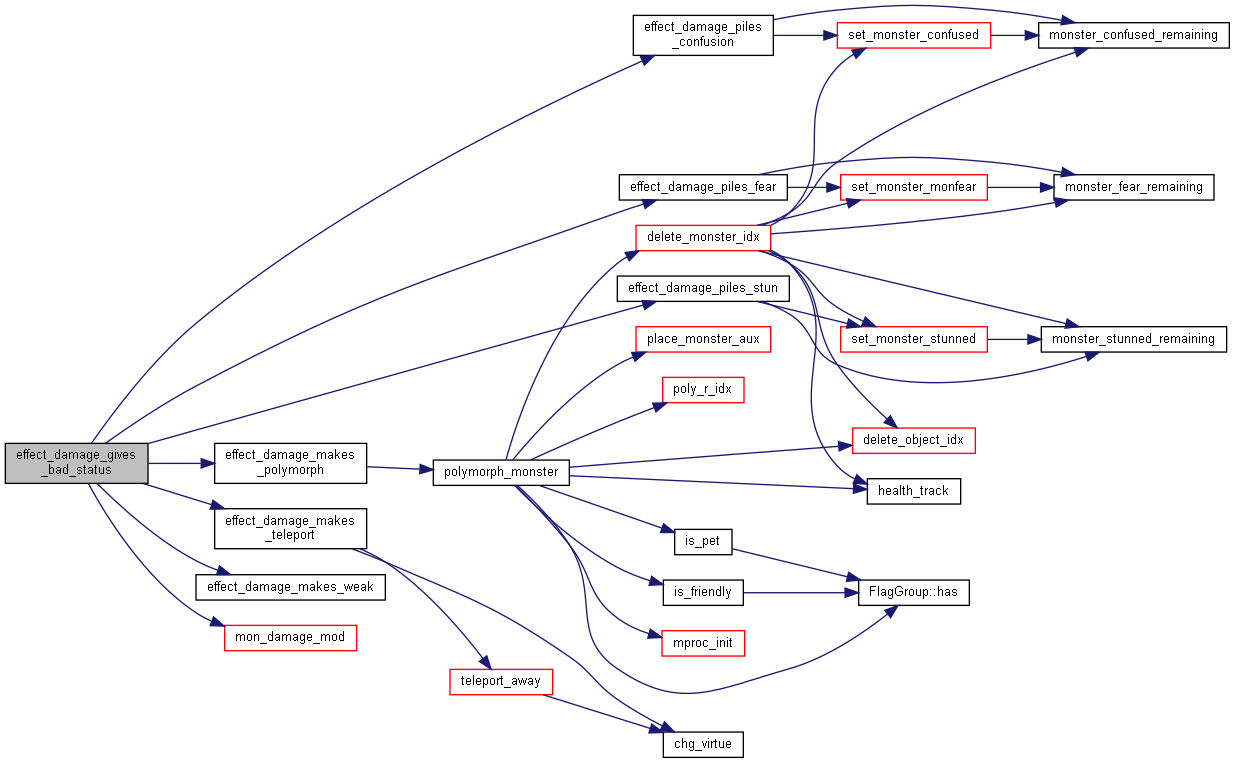 effect_damage_piles
_confusion
set_monster_confused
monster_confused_remaining
effect_damage_piles_fear
set_monster_monfear
monster_fear_remaining
delete_monster_idx
effect_damage_piles_stun
place_monster_aux
set_monster_stunned
monster_stunned_remaining
poly_r_idx
effect_damage_gives
_bad_status
effect_damage_makes
_polymorph
polymorph_monster
delete_object_idx
health_track
effect_damage_makes
_teleport
is_pet
effect_damage_makes_weak
is_friendly
FlagGroup::has
mon_damage_mod
mproc_init
teleport_away
chg_virtue